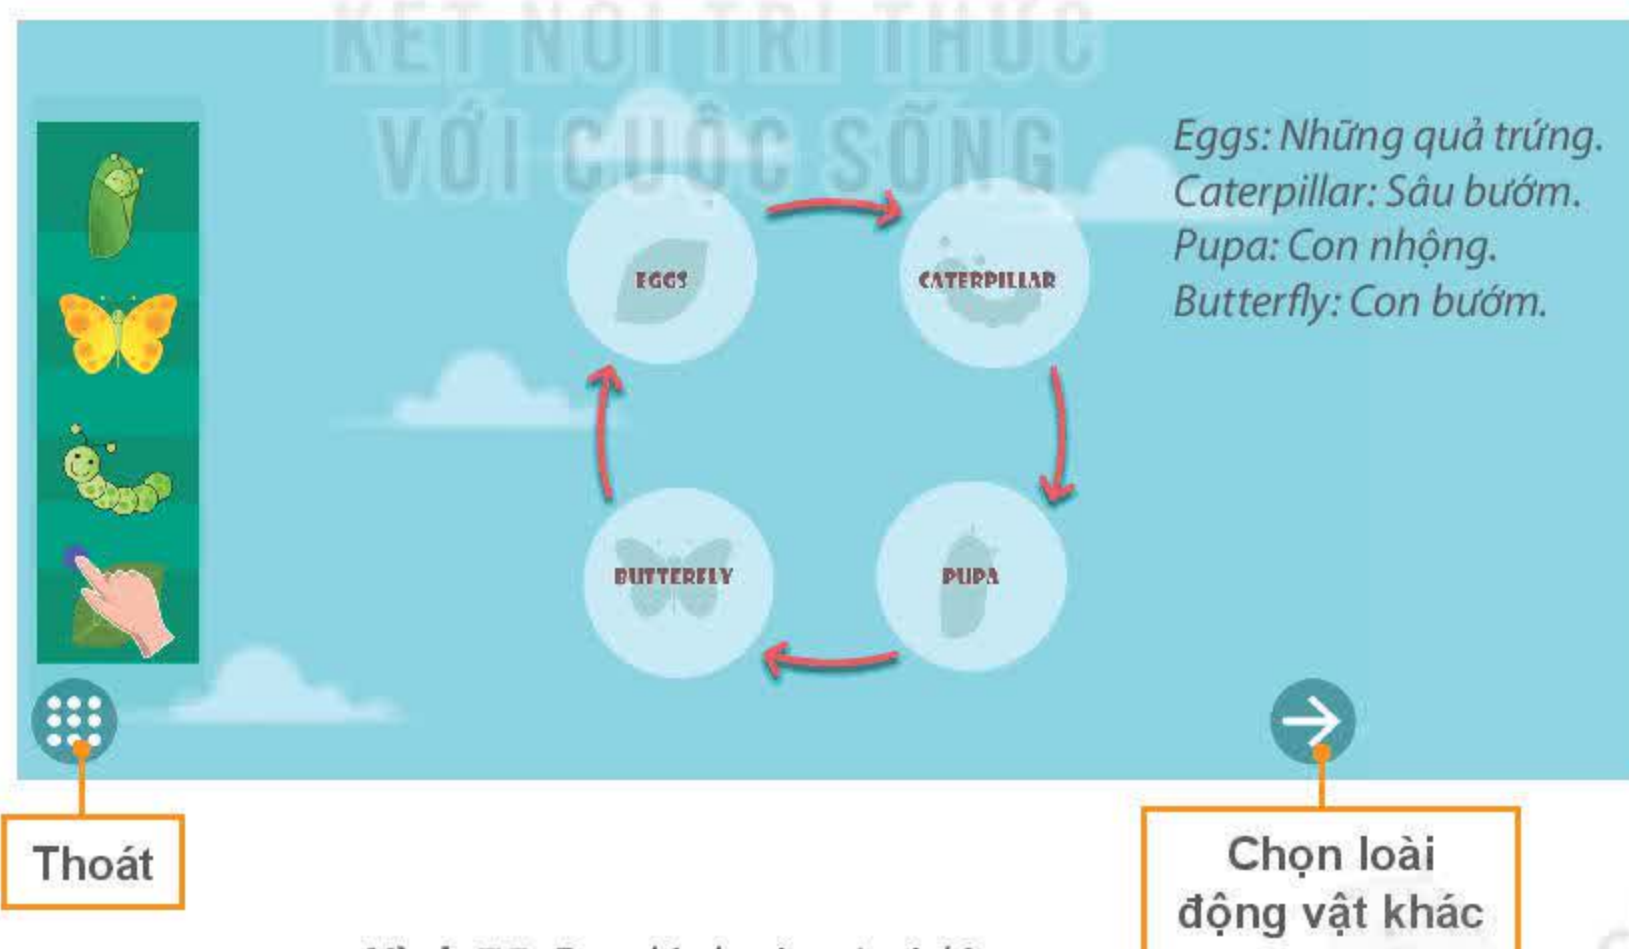 KẾT NỐI TRI THỨC
VỚI CUỘC SỐNG
Eggs: Những quả trứng.
Caterpillar: Sâu bướm.
Pupa: Con nhộng.
Butterfly: Con bướm.
EGGS
CATERPILLAR
BUTTERFLY
PUPA
Thoát
Chọn loài
động vật khác